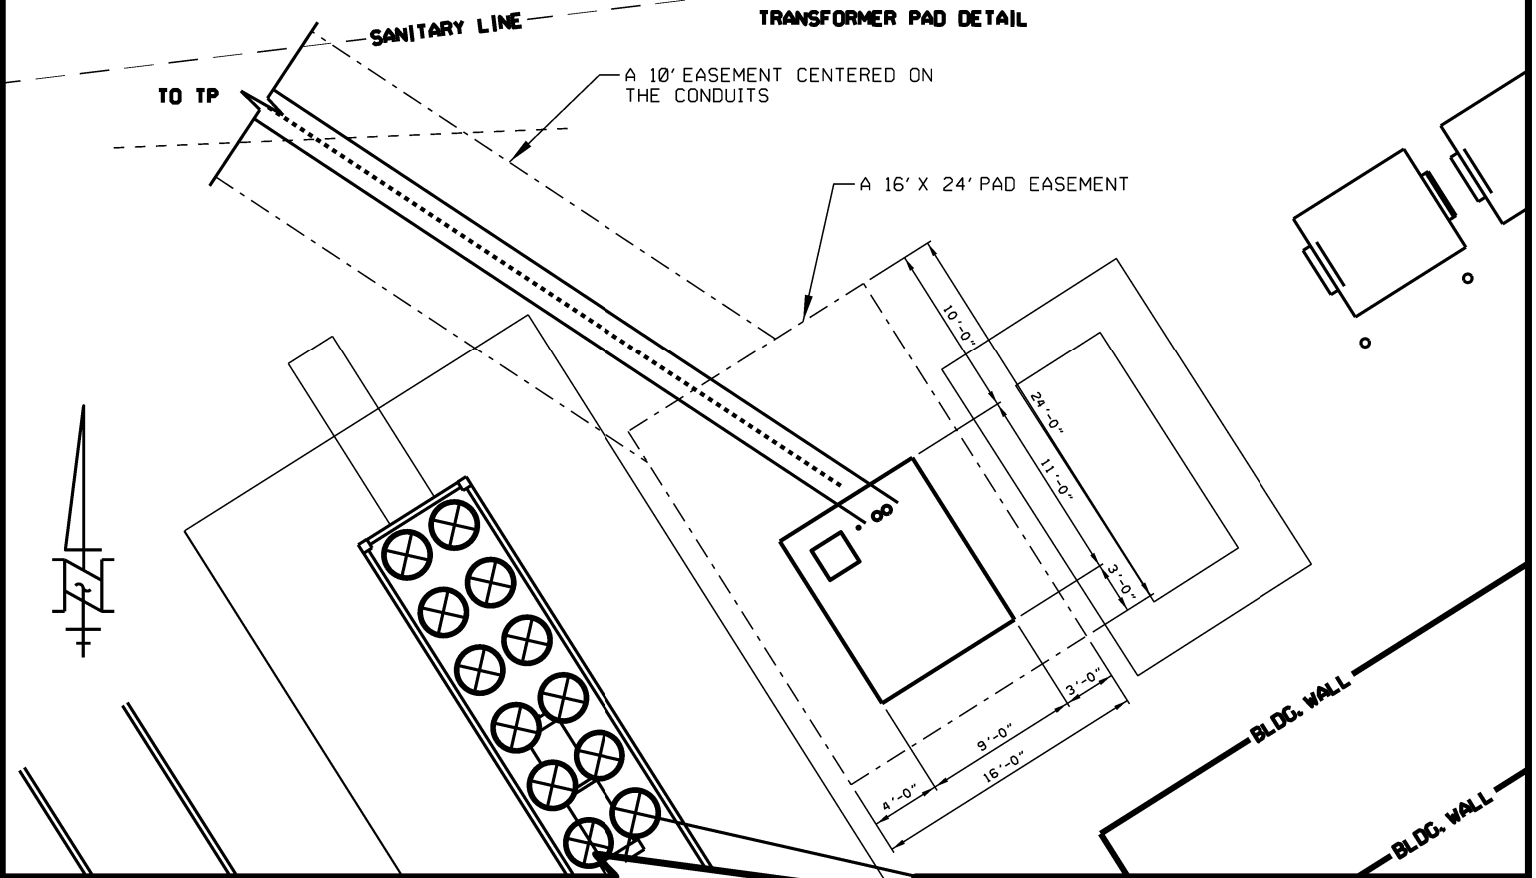 TRANSFORMER PAD DETAIL
SANITARY LINE
A 10' EASEMENT CENTERED ON
THE CONDUITS
TO TP
A 16' X 24' PAD EASEMENT
10'-0"
24'-0"
11'-0"
3'-0"
3'-0"
9'-0"
16'-0"
4'-0"
BLDG. WALL
BLDG. WALL
N